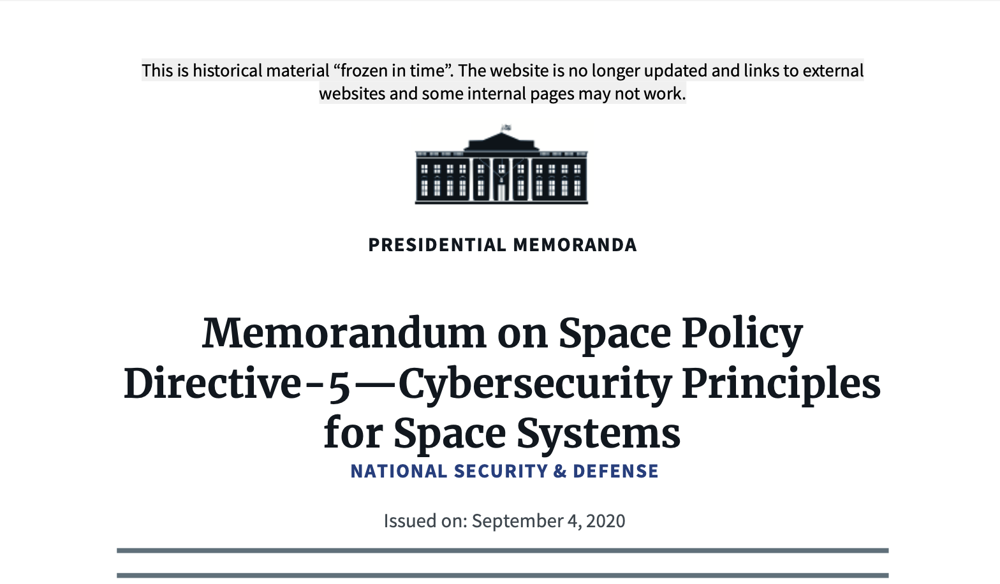 This is historical material “frozen in time”. The website is no longer updated and links to external
websites and some internal pages may not work.
PRESIDENTIAL MEMORANDA
Memorandum on Space Policy
Directive-5—Cybersecurity Principles
for Space Systems
NATIONAL SECURITY & DEFENSE
Issued on: September 4, 2020